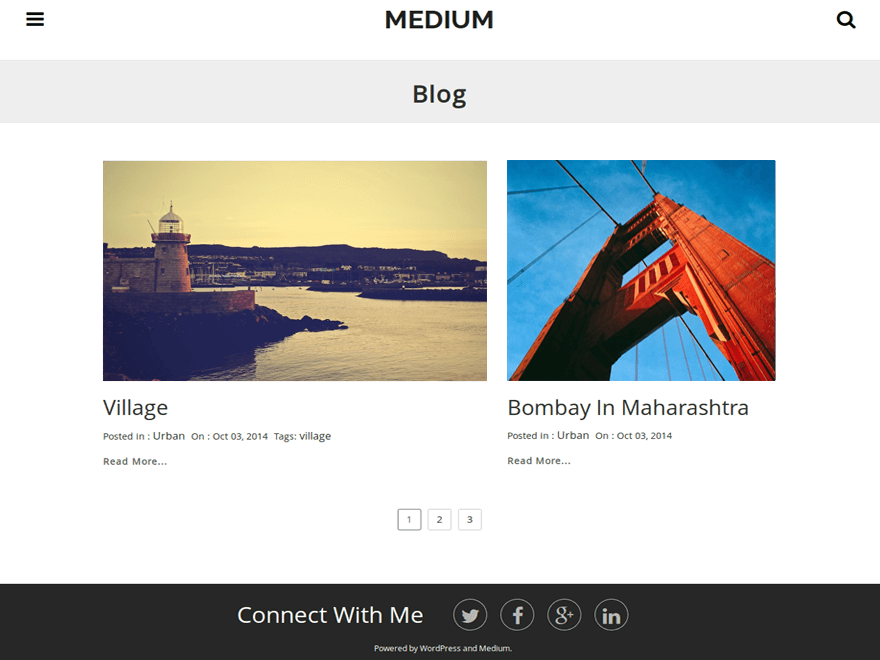 MEDIUM
Blog
Village
Posted in : Urban On : Oct 03, 2014 Tags: village
Read More...
Bombay In Maharashtra
Posted in : Urban On : Oct 03, 2014
Read More...
1 2 3
Connect With Me
Powered by WordPress and Medium.